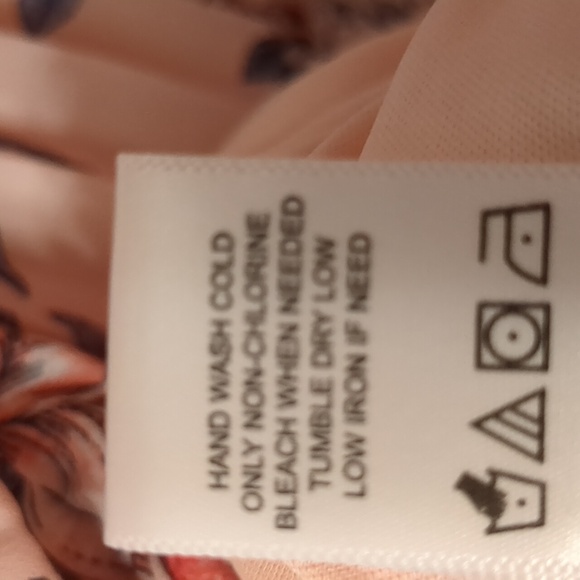 HAND WASH COLD
ONLY NON-CHLORINE
BLEACH WHEN NEEDED
TUMBLE DRY LOW
LOW IRON IF NEED